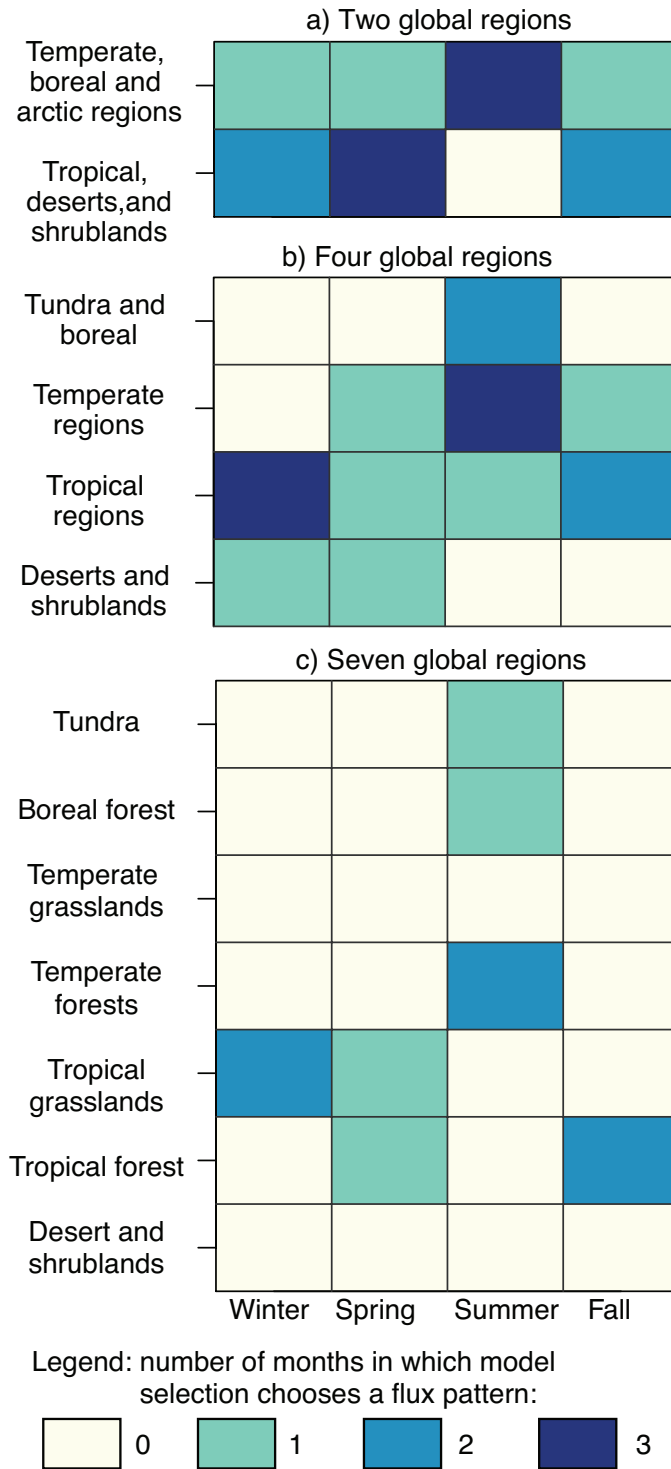 a) Two global regions
Temperate,
boreal and
arctic regions
Tropical,
deserts,and
shrublands
b) Four global regions
Tundra and
boreal
Temperate
regions
Tropical
regions
Deserts and
shrublands
c) Seven global regions
Tundra
Boreal forest
Temperate
grasslands
Temperate
forests
Tropical
grasslands
Tropical forest
Desert and
shrublands
Winter Spring Summer Fall
Legend: number of months in which model
selection chooses a flux pattern:
0 1 2 3